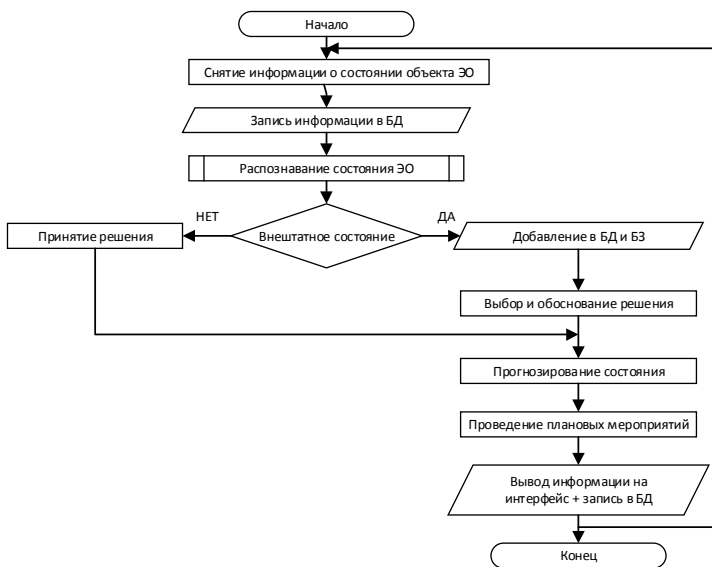 Начало
Снятие информации о состоянии объекта ЭО
Запись информации в БД
Распознавание состояния ЭО
НЕТ
ДА
Принятие решения
Внештатное состояние
Добавление в БД и БЗ
Выбор и обоснование решения
Прогнозирование состояния
Проведение плановых мероприятий
Вывод информации на
интерфейс + запись в БД
Конец